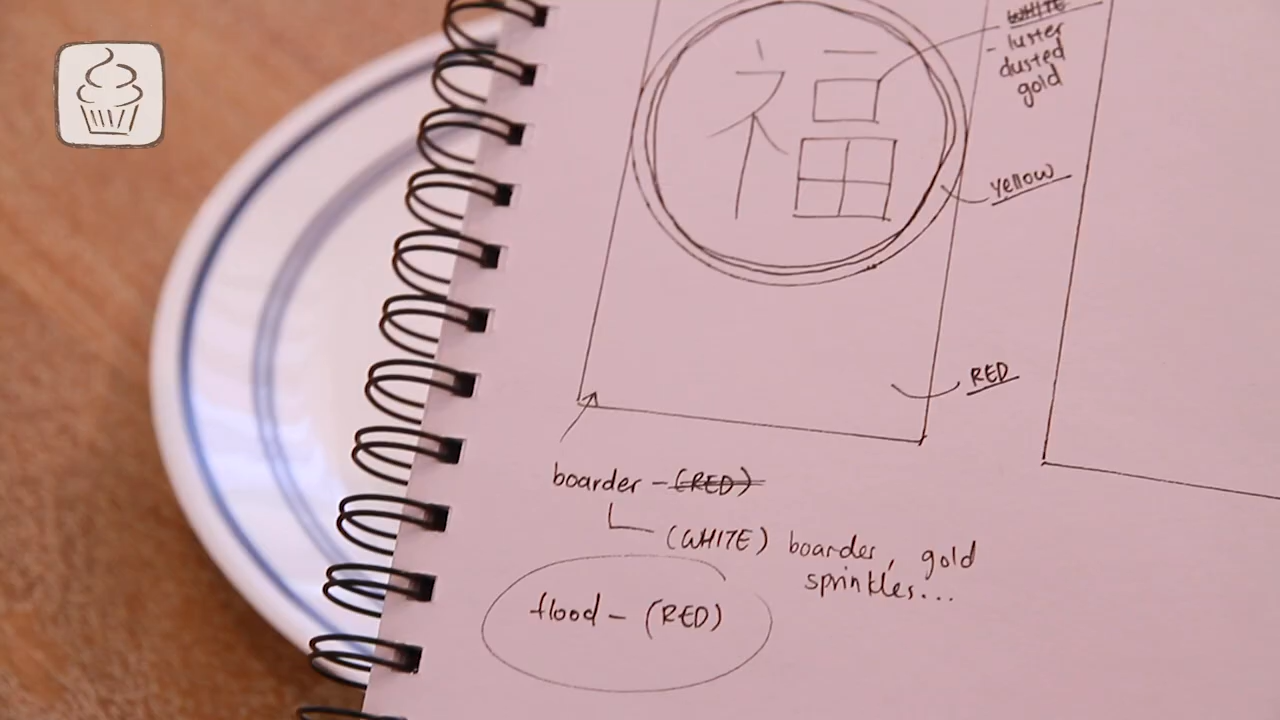 WHITE
- luster
dusted
gold
福
yellow
RED
boarder - (RED)
(WHITE) boarder, gold
sprinkles...
flood - (RED)